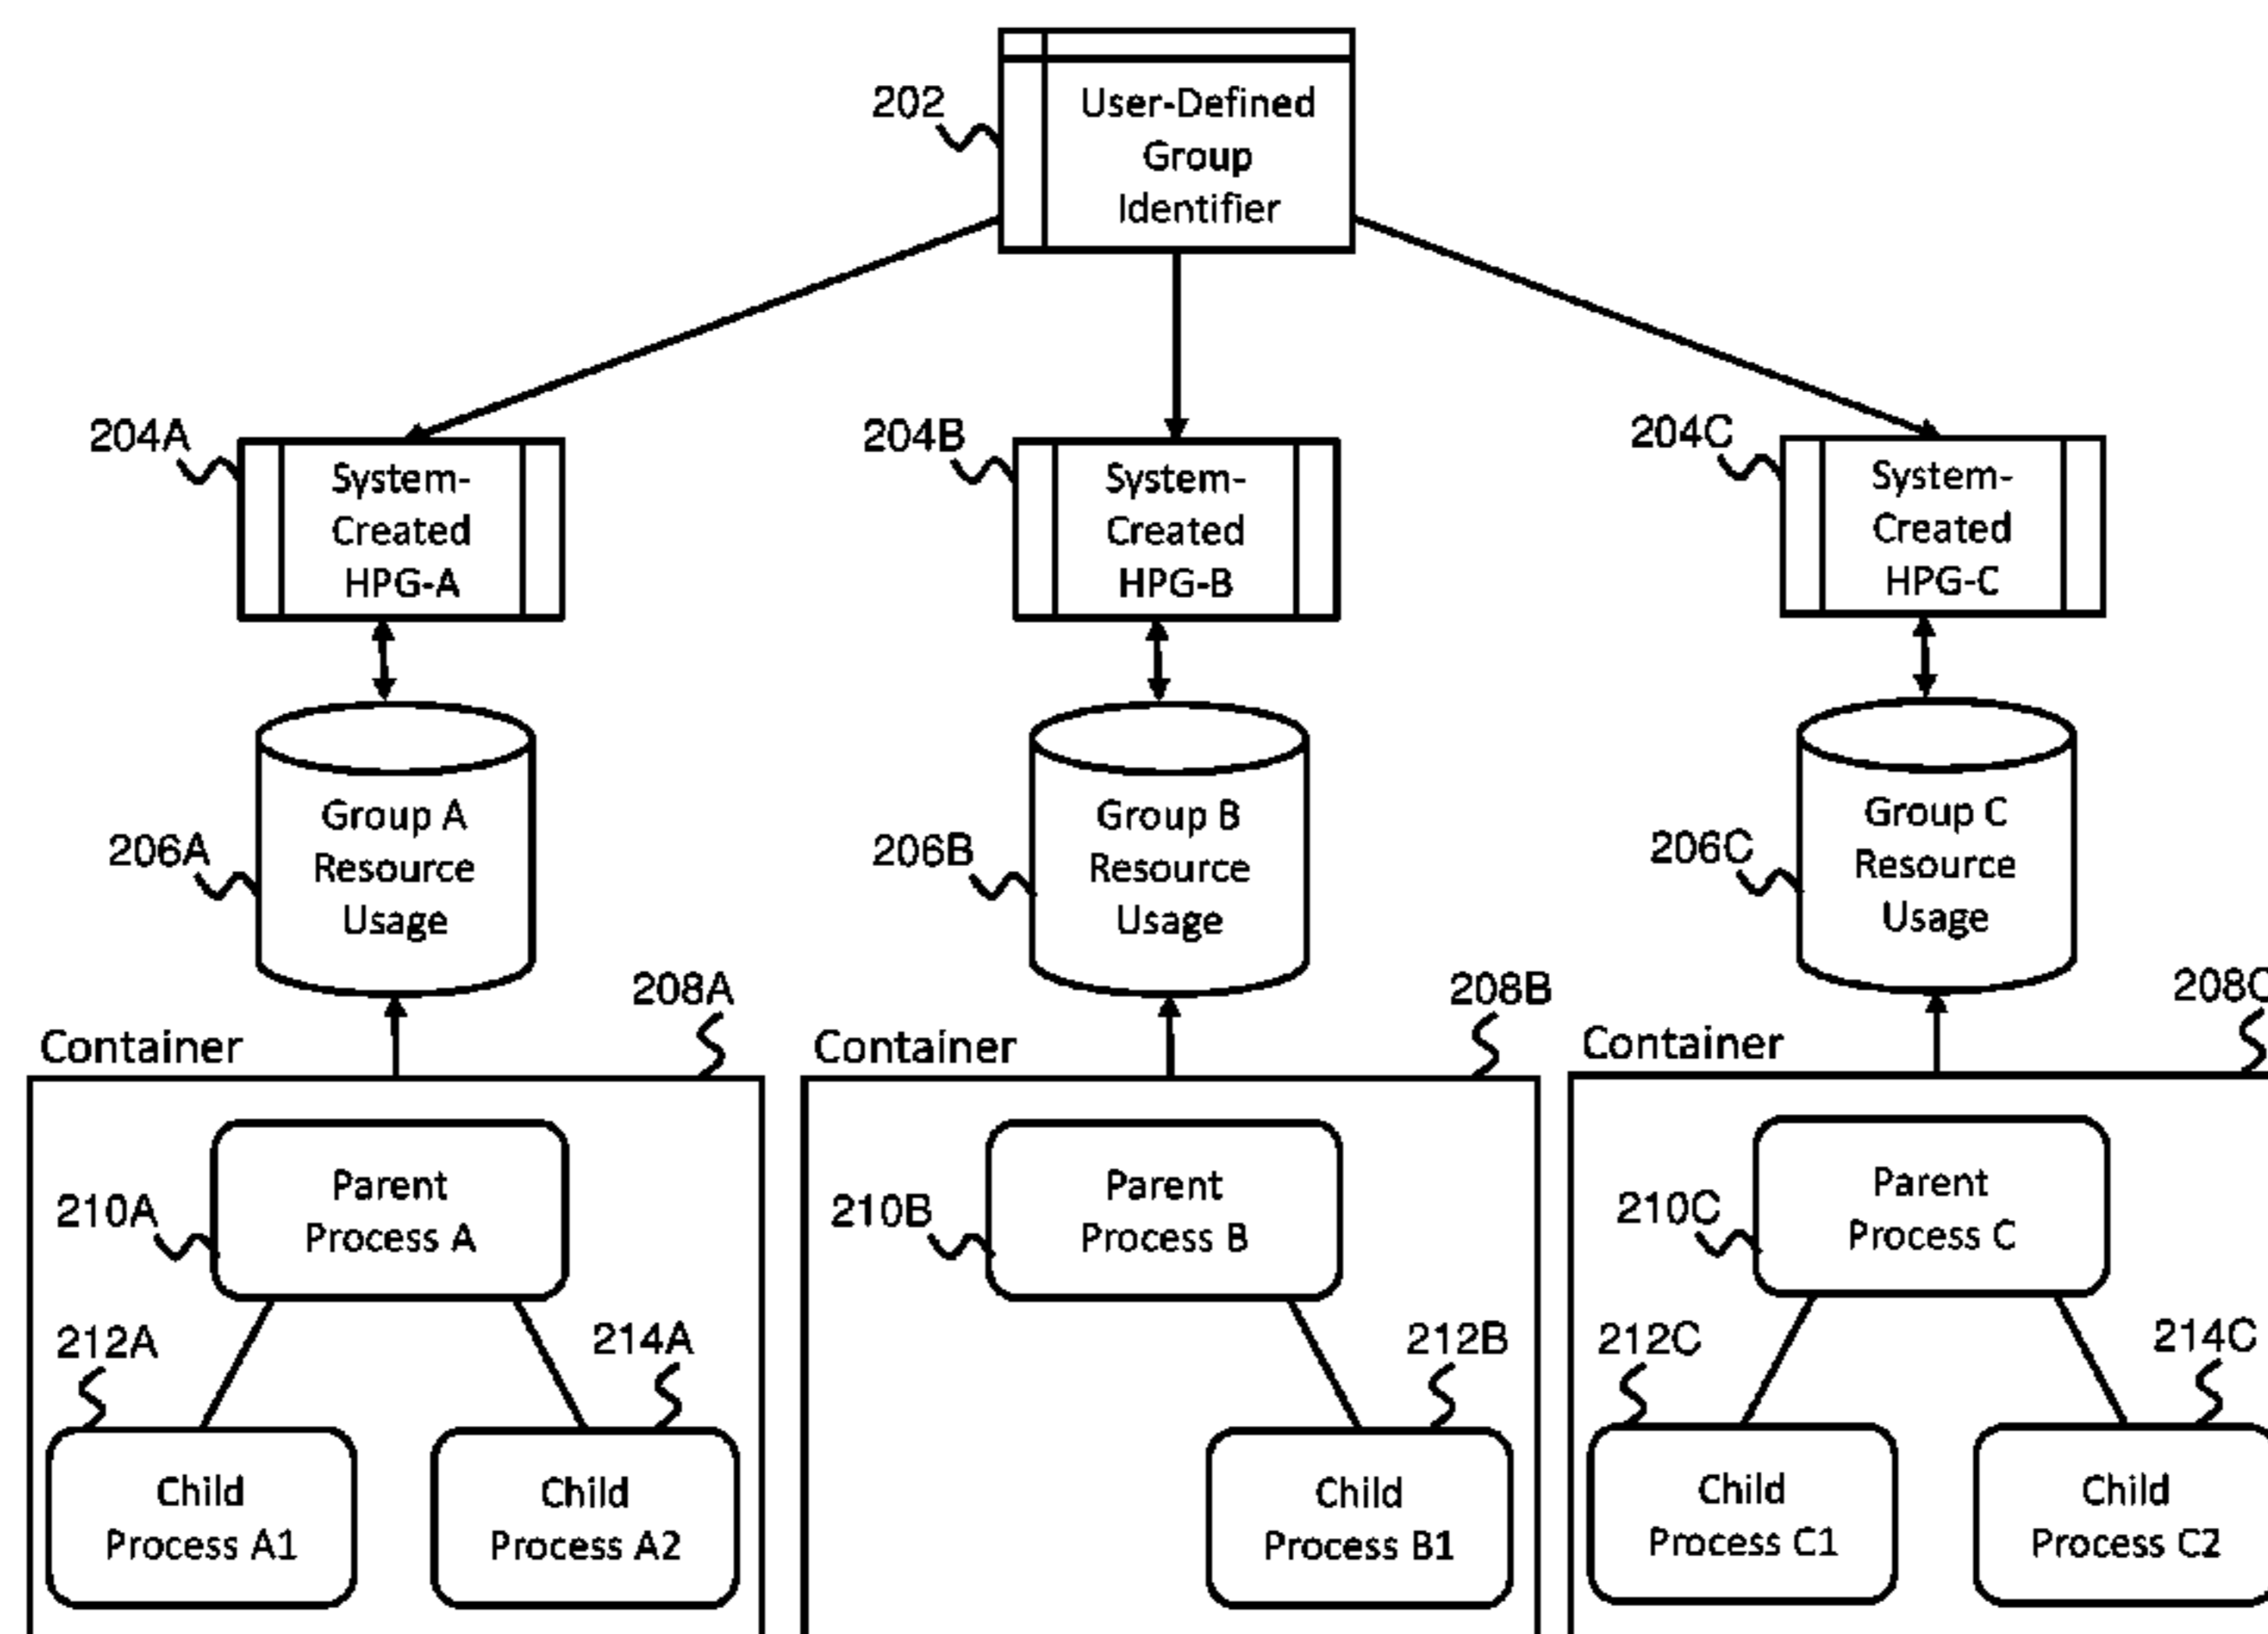 202
User-Defined
Group
Identifier
204A
System-
Created
HPG-A
204B
System-
Created
HPG-B
204C
System-
Created
HPG-C
206A
Group A
Resource
Usage
206B
Group B
Resource
Usage
206C
Group C
Resource
Usage
Container
208A
Container
208B
Container
208C
210A
Parent
Process A
210B
Parent
Process B
210C
Parent
Process C
212A
Child
Process A1
214A
Child
Process A2
212B
Child
Process B1
212C
Child
Process C1
214C
Child
Process C2